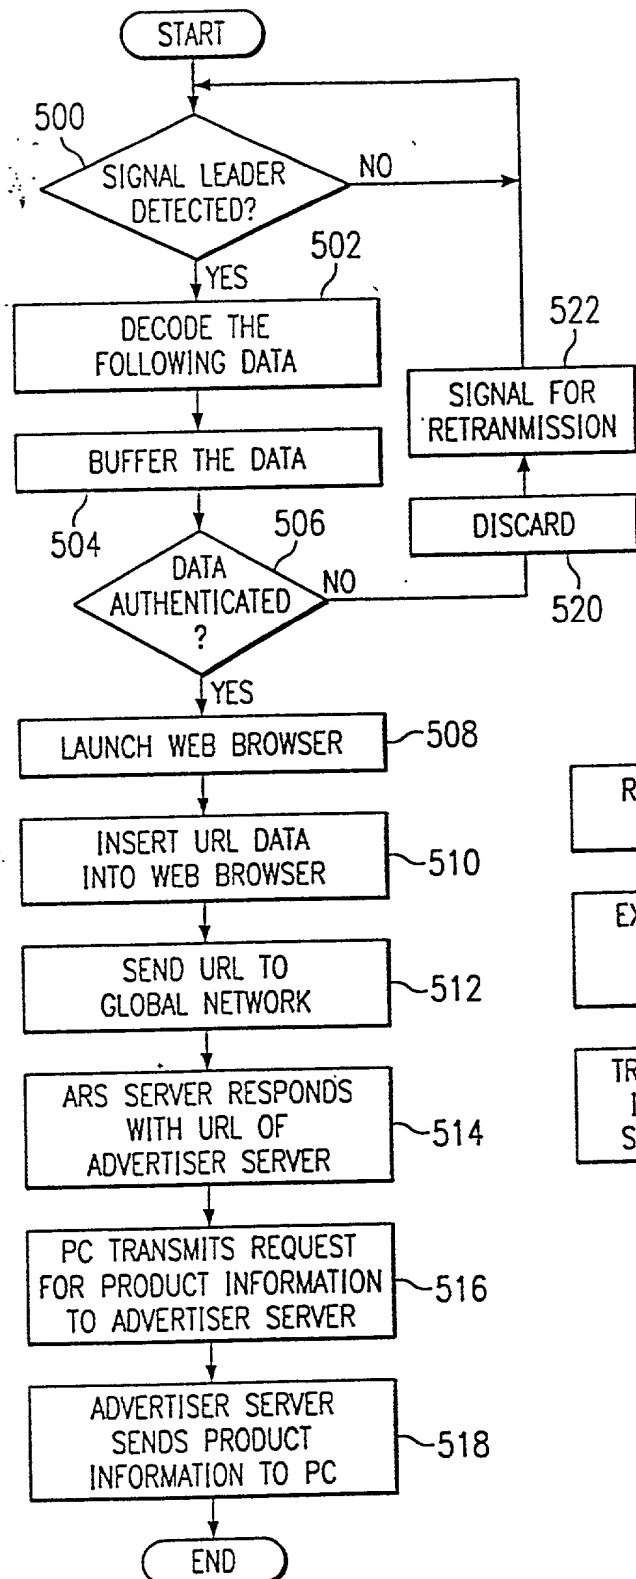 START
500
SIGNAL LEADER
DETECTED?
NO
YES
502
DECODE THE
FOLLOWING DATA
522
SIGNAL FOR
RETRANMISSION
BUFFER THE DATA
504
506
DISCARD
520
DATA
AUTHENTICATED
?
NO
YES
LAUNCH WEB BROWSER
508
INSERT URL DATA
INTO WEB BROWSER
510
SEND URL TO
GLOBAL NETWORK
512
ARS SERVER RESPONDS
WITH URL OF
ADVERTISER SERVER
514
PC TRANSMITS REQUEST
FOR PRODUCT INFORMATION
TO ADVERTISER SERVER
516
ADVERTISER SERVER
SENDS PRODUCT
INFORMATION TO PC
518
END
R
EX
TR
I
S